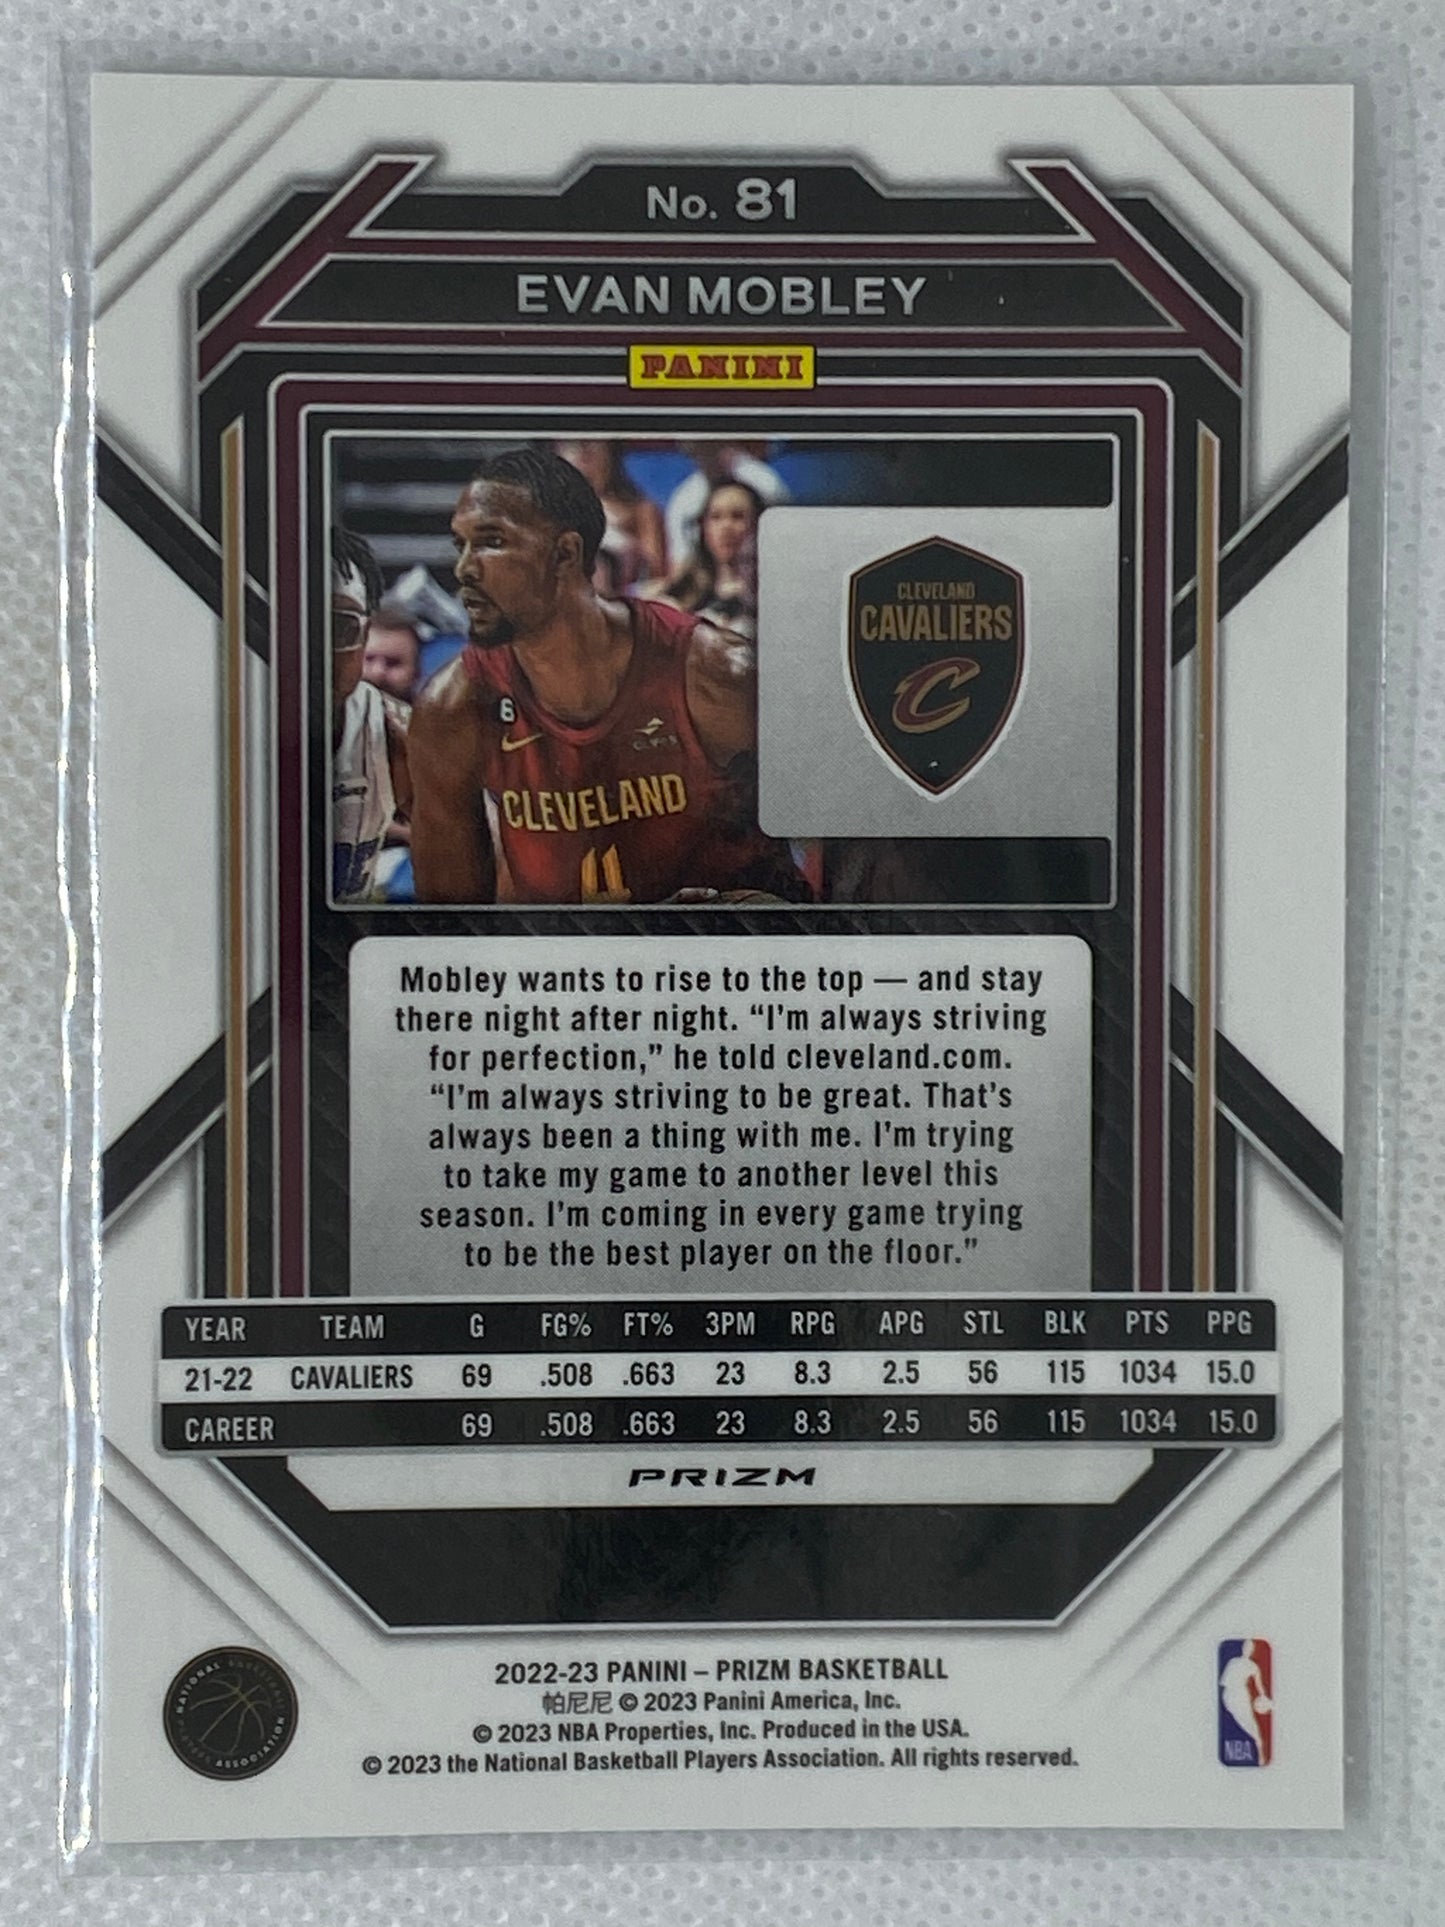 No. 81
EVAN MOBLEY
PANINI
CLEVELAND
CAVALIERS
C
6
CLEVELAND
4
Mobley wants to rise to the top — and stay
there night after night. “I’m always striving
for perfection,” he told cleveland.com.
“I’m always striving to be great. That’s
always been a thing with me. I’m trying
to take my game to another level this
season. I’m coming in every game trying
to be the best player on the floor.”
YEAR TEAM G FG% FT% 3PM RPG APG STL BLK PTS PPG
21-22 CAVALIERS 69 .508 .663 23 8.3 2.5 56 115 1034 15.0
CAREER 69 .508 .663 23 8.3 2.5 56 115 1034 15.0
PRIZM
2022-23 PANINI – PRIZM BASKETBALL
帕尼尼 © 2023 Panini America, Inc.
© 2023 NBA Properties, Inc. Produced in the USA.
© 2023 the National Basketball Players Association. All rights reserved.
NATIONAL BASKETBALL
PLAYERS ASSOCIATION
NBA